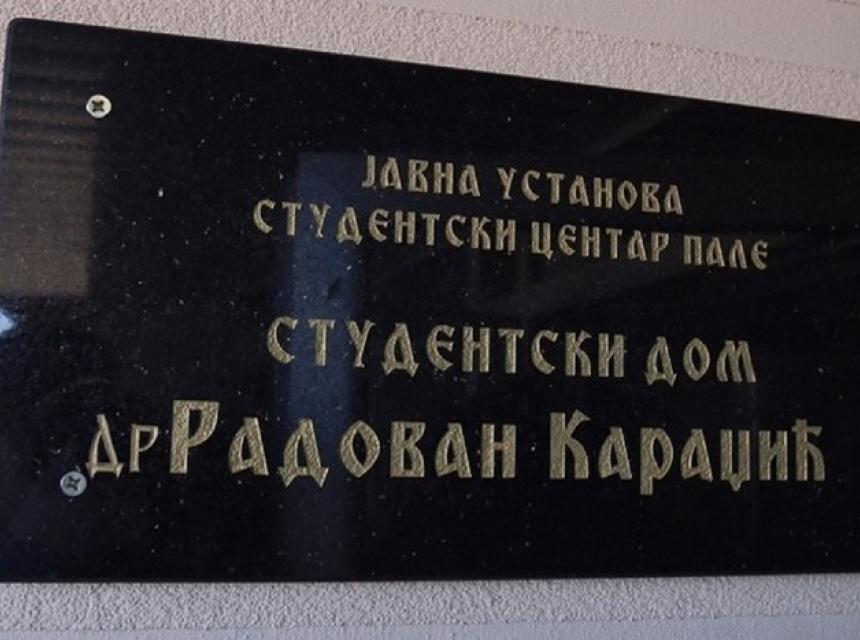 ЈАВНА УСТАНОВА
СТУДЕНТСКИ ЦЕНТАР ПАЛЕ
СТУДЕНТСКИ ДОМ
ДР РАДОВАН КАРАЏИЋ